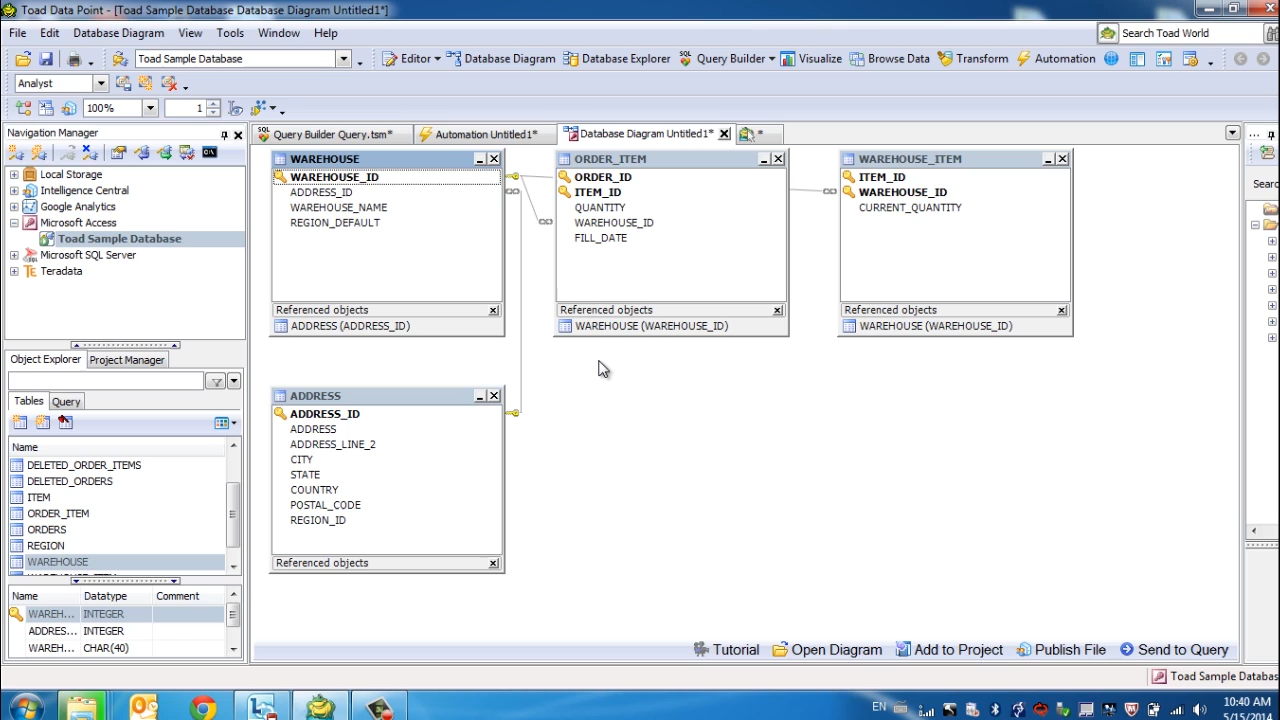 Toad Data Point - [Toad Sample Database Database Diagram Untitled1*]
File Edit Database Diagram View Tools Window Help
Search Toad World
Toad Sample Database Editor Database Diagram Database Explorer Query Builder Visualize Browse Data Transform Automation
Analyst
100% 1
Navigation Manager
Query Builder Query.tsm* Automation Untitled1* Database Diagram Untitled1* *
Local Storage
Intelligence Central
Google Analytics
Microsoft Access
Toad Sample Database
Microsoft SQL Server
Teradata
Object Explorer Project Manager
Tables Query
Name
DELETED_ORDER_ITEMS
DELETED_ORDERS
ITEM
ORDER_ITEM
ORDERS
REGION
WAREHOUSE
Name Datatype Comment
WAREH... INTEGER
ADDRES... INTEGER
WAREH... CHAR(40)
WAREHOUSE
WAREHOUSE_ID
ADDRESS_ID
WAREHOUSE_NAME
REGION_DEFAULT
Referenced objects
ADDRESS (ADDRESS_ID)
ORDER_ITEM
ORDER_ID
ITEM_ID
QUANTITY
WAREHOUSE_ID
FILL_DATE
Referenced objects
WAREHOUSE (WAREHOUSE_ID)
WAREHOUSE_ITEM
ITEM_ID
WAREHOUSE_ID
CURRENT_QUANTITY
Referenced objects
WAREHOUSE (WAREHOUSE_ID)
ADDRESS
ADDRESS_ID
ADDRESS
ADDRESS_LINE_2
CITY
STATE
COUNTRY
POSTAL_CODE
REGION_ID
Referenced objects
Searc
Tutorial Open Diagram Add to Project Publish File Send to Query
Toad Sample Databas
EN
10:40 AM
5/15/2014